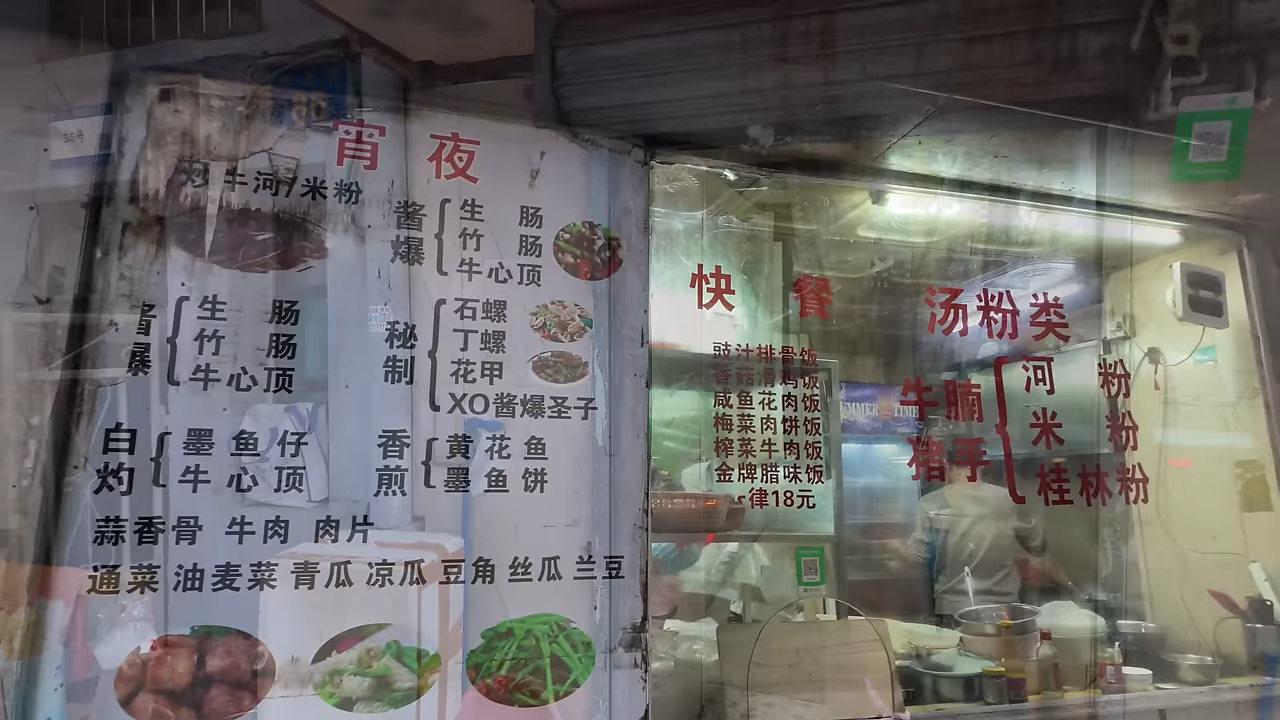 宵夜
炒牛河/米粉
酱爆 生肠
竹肠
牛心顶
酱爆 生肠
竹肠
牛心顶
秘制 石螺
丁螺
花甲
XO酱爆圣子
白灼 墨鱼仔
牛心顶
香煎 黄花鱼
墨鱼饼
蒜香骨 牛肉 肉片
通菜 油麦菜 青瓜 凉瓜 豆角 丝瓜 兰豆
快餐
豉汁排骨饭
香菇滑鸡饭
咸鱼花肉饭
梅菜肉饼饭
榨菜牛肉饭
金牌腊味饭
一律18元
汤粉类
牛腩
猪手
河粉
米粉
桂林粉